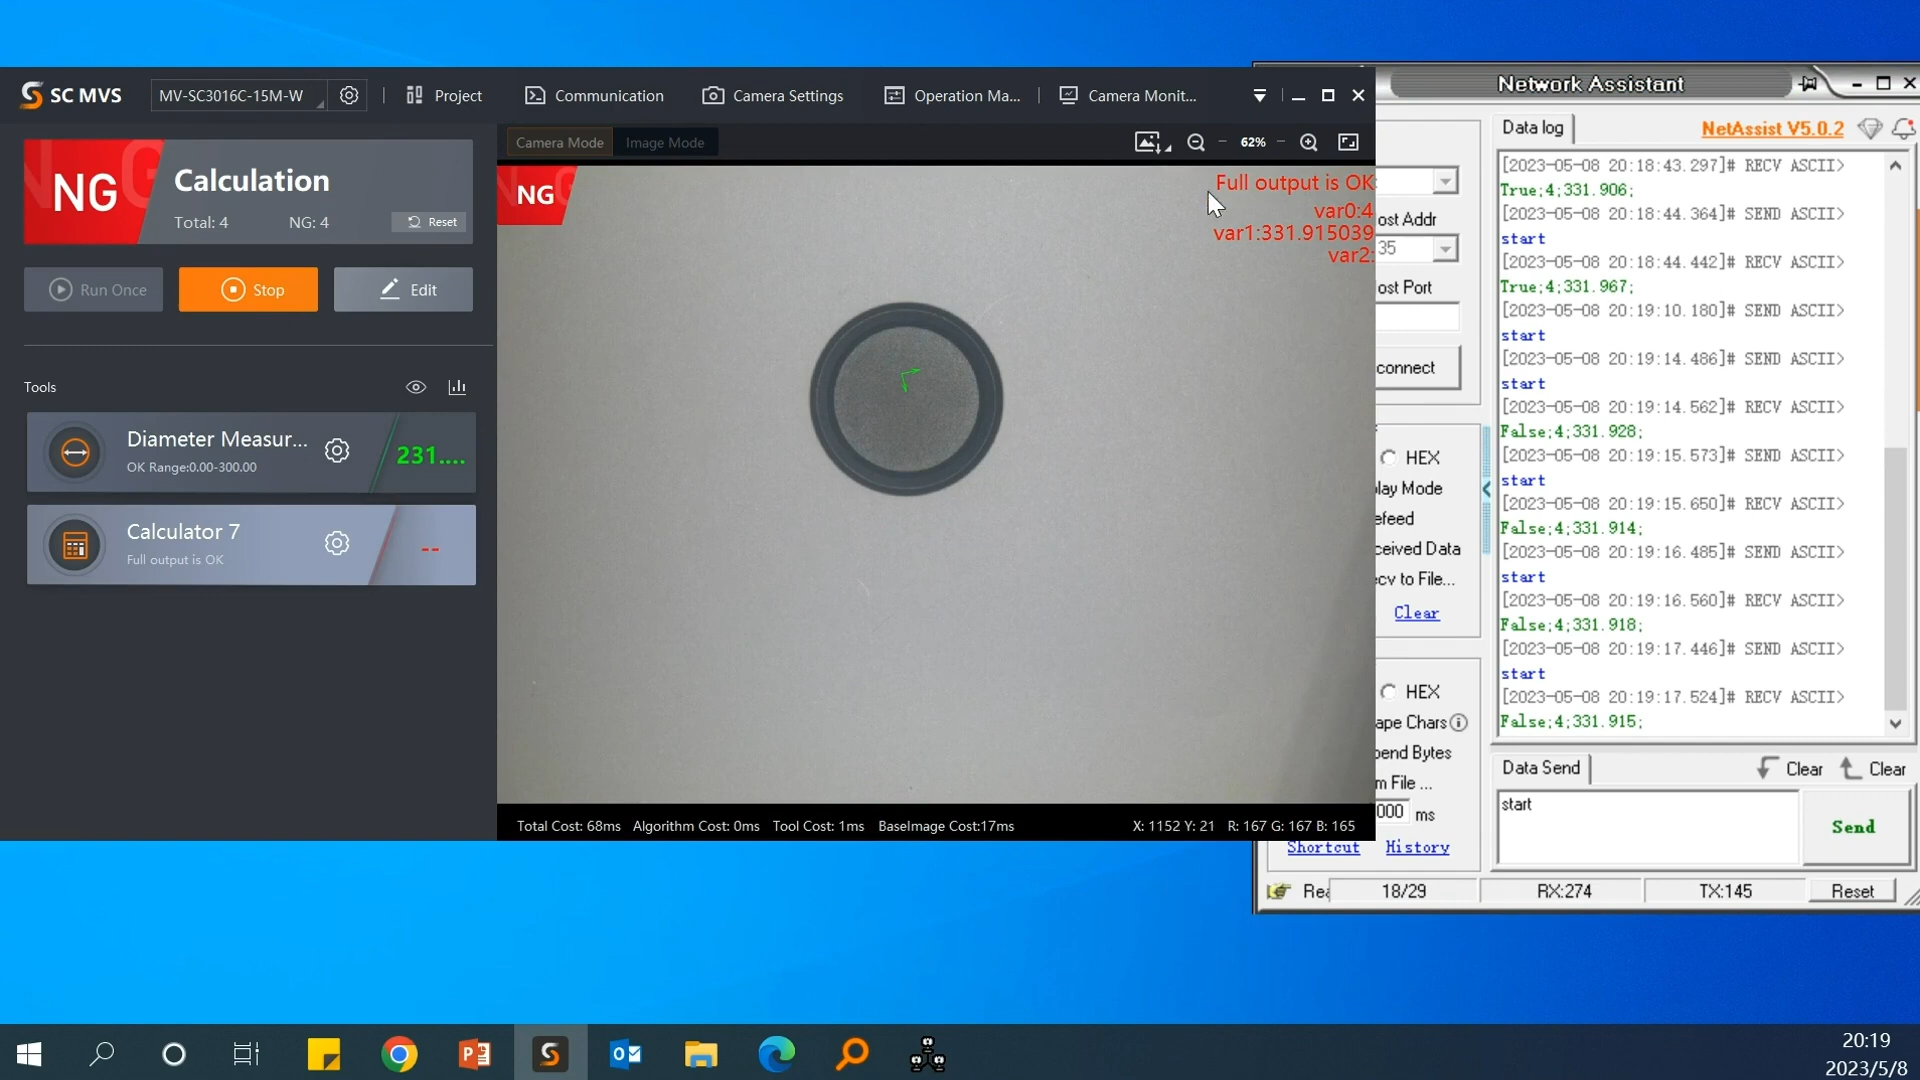 SC MVS
MV-SC3016C-15M-W
Project
Communication
Camera Settings
Operation Ma...
Camera Monit...
NG
Calculation
Total: 4
NG: 4
Reset
Run Once
Stop
Edit
Tools
Diameter Measur...
OK Range:0.00-300.00
231....
Calculator 7
Full output is OK
--
Camera Mode
Image Mode
62%
NG
Full output is OK
var0:4
var1:331.915039
var2:
Total Cost: 68ms Algorithm Cost: 0ms Tool Cost: 1ms BaseImage Cost:17ms
X: 1152 Y: 21 R: 167 G: 167 B: 165
Network Assistant
ost Addr
35
ost Port
connect
HEX
lay Mode
efeed
ceived Data
ecv to File...
Clear
HEX
ape Chars
pend Bytes
m File ...
000 ms
Shortcut History
Data log
NetAssist V5.0.2
[2023-05-08 20:18:43.297]# RECV ASCII>
True;4;331.906;
[2023-05-08 20:18:44.364]# SEND ASCII>
start
[2023-05-08 20:18:44.442]# RECV ASCII>
True;4;331.967;
[2023-05-08 20:19:10.180]# SEND ASCII>
start
[2023-05-08 20:19:14.486]# SEND ASCII>
start
[2023-05-08 20:19:14.562]# RECV ASCII>
False;4;331.928;
[2023-05-08 20:19:15.573]# SEND ASCII>
start
[2023-05-08 20:19:15.650]# RECV ASCII>
False;4;331.914;
[2023-05-08 20:19:16.485]# SEND ASCII>
start
[2023-05-08 20:19:16.560]# RECV ASCII>
False;4;331.918;
[2023-05-08 20:19:17.446]# SEND ASCII>
start
[2023-05-08 20:19:17.524]# RECV ASCII>
False;4;331.915;
Data Send
Clear
Clear
start
Send
Rea
18/29
RX:274
TX:145
Reset
20:19
2023/5/8